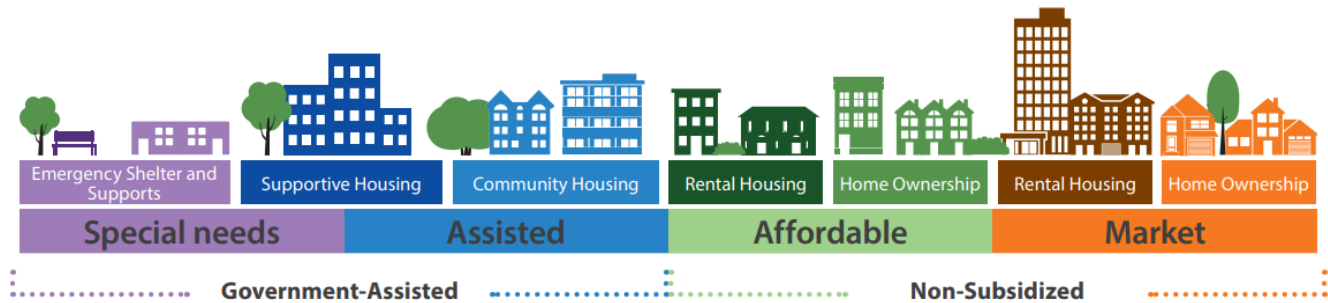 Emergency Shelter and
Supports
Supportive Housing
Community Housing
Rental Housing
Home Ownership
Rental Housing
Home Ownership
Special needs
Assisted
Affordable
Market
Government-Assisted
Non-Subsidized